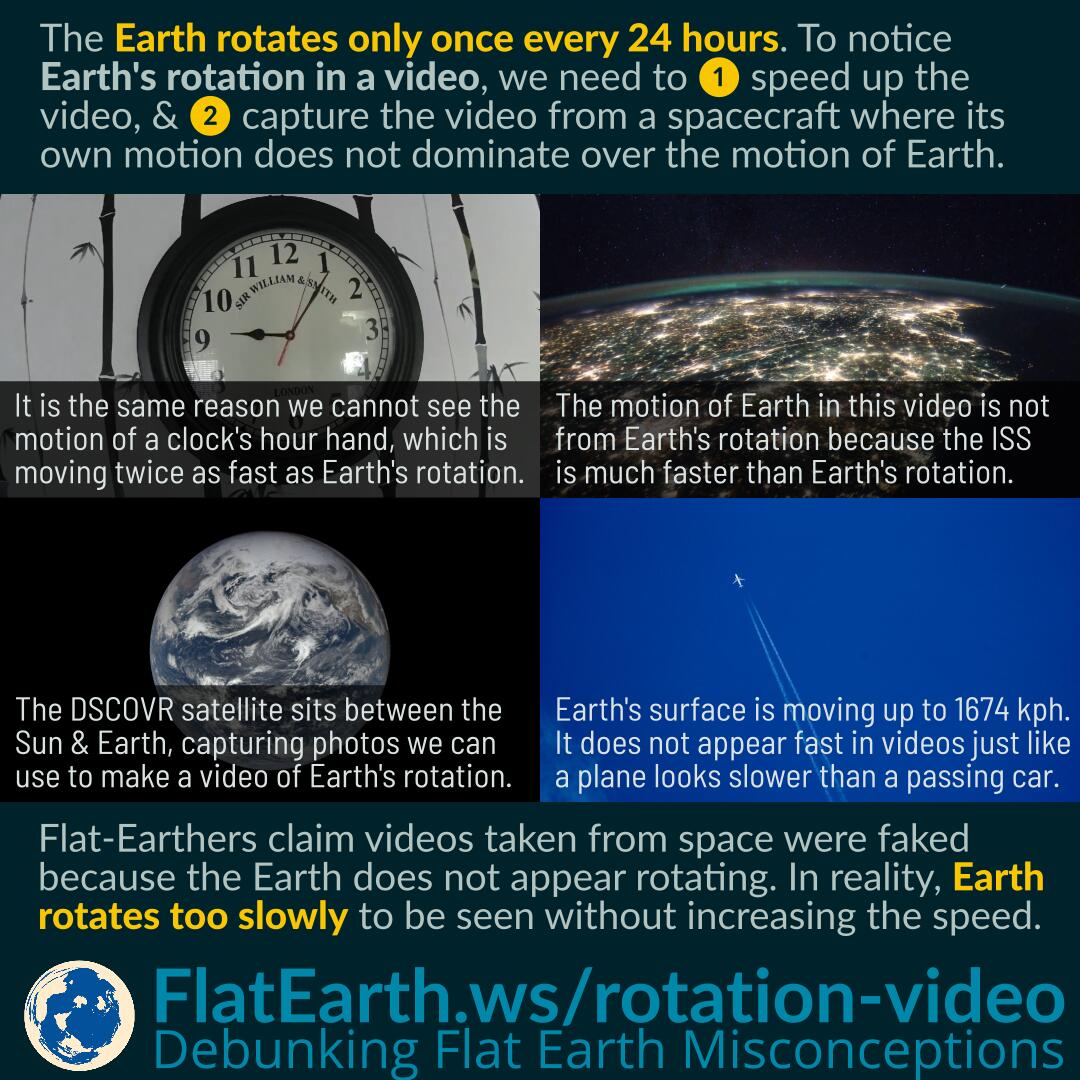 The Earth rotates only once every 24 hours. To notice
Earth's rotation in a video, we need to 1 speed up the
video, & 2 capture the video from a spacecraft where its
own motion does not dominate over the motion of Earth.
11 12 1
SIR WILLIAM & SMITH
10 2
9 3
8 4
LONDON
6
It is the same reason we cannot see the
motion of a clock's hour hand, which is
moving twice as fast as Earth's rotation.
The motion of Earth in this video is not
from Earth's rotation because the ISS
is much faster than Earth's rotation.
The DSCOVR satellite sits between the
Sun & Earth, capturing photos we can
use to make a video of Earth's rotation.
Earth's surface is moving up to 1674 kph.
It does not appear fast in videos just like
a plane looks slower than a passing car.
Flat-Earthers claim videos taken from space were faked
because the Earth does not appear rotating. In reality, Earth
rotates too slowly to be seen without increasing the speed.
FlatEarth.ws/rotation-video
Debunking Flat Earth Misconceptions